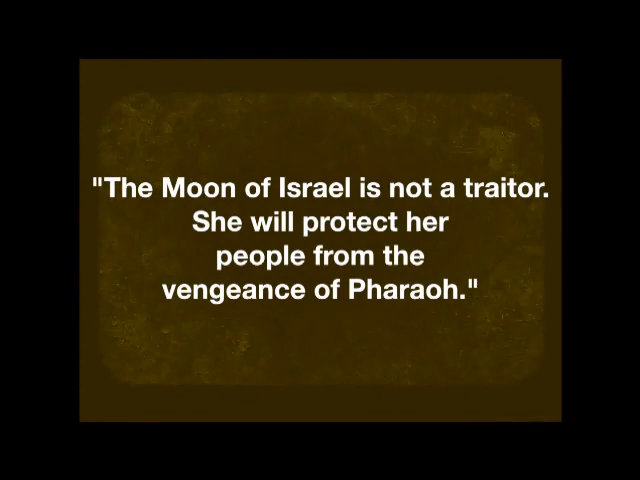 "The Moon of Israel is not a traitor.
She will protect her
people from the
vengeance of Pharaoh."